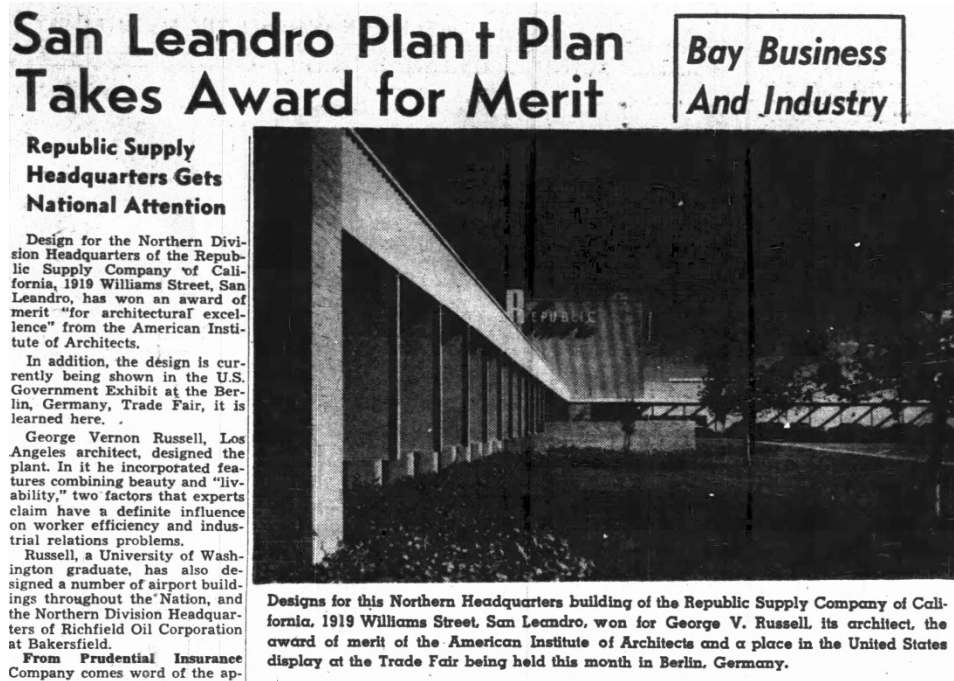 San Leandro Plant Plan
Takes Award for Merit
Bay Business
And Industry
Republic Supply
Headquarters Gets
National Attention
Design for the Northern Divi-
sion Headquarters of the Repub-
lic Supply Company of Cali-
fornia, 1919 Williams Street, San
Leandro, has won an award of
merit “for architectural excel-
lence” from the American Insti-
tute of Architects.
In addition, the design is cur-
rently being shown in the U.S.
Government Exhibit at the Ber-
lin, Germany, Trade Fair, it is
learned here.
George Vernon Russell, Los
Angeles architect, designed the
plant. In it he incorporated fea-
tures combining beauty and “liv-
ability,” two factors that experts
claim have a definite influence
on worker efficiency and indus-
trial relations problems.
Russell, a University of Wash-
ington graduate, has also de-
signed a number of airport build-
ings throughout the Nation, and
the Northern Division Headquar-
ters of Richfield Oil Corporation
at Bakersfield.
From Prudential Insurance
Company comes word of the ap-
REPUBLIC
Designs for this Northern Headquarters building of the Republic Supply Company of Cali-
fornia, 1919 Williams Street, San Leandro, won for George V. Russell, its architect, the
award of merit of the American Institute of Architects and a place in the United States
display at the Trade Fair being held this month in Berlin, Germany.